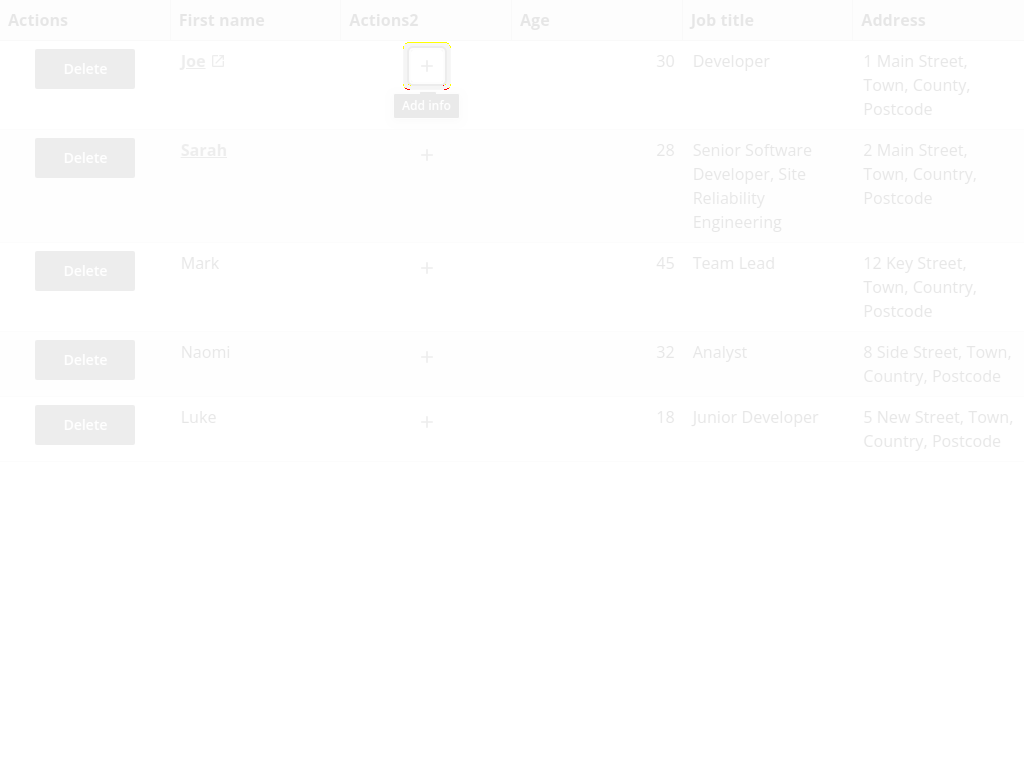 Actions First name Actions2 Age Job title Address
Delete Joe + 30 Developer 1 Main Street,
Town, County,
Postcode
Add info
Delete Sarah + 28 Senior Software 2 Main Street,
Developer, Site Town, Country,
Reliability Postcode
Engineering
Delete Mark + 45 Team Lead 12 Key Street,
Town, Country,
Postcode
Delete Naomi + 32 Analyst 8 Side Street, Town,
Country, Postcode
Delete Luke + 18 Junior Developer 5 New Street, Town,
Country, Postcode